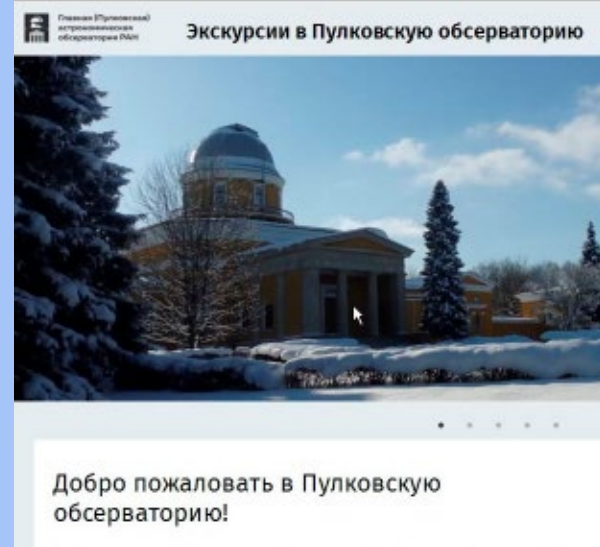 Главная (Пулковская)
астрономическая
обсерватория РАН
Экскурсии в Пулковскую обсерваторию
Добро пожаловать в Пулковскую
обсерваторию!